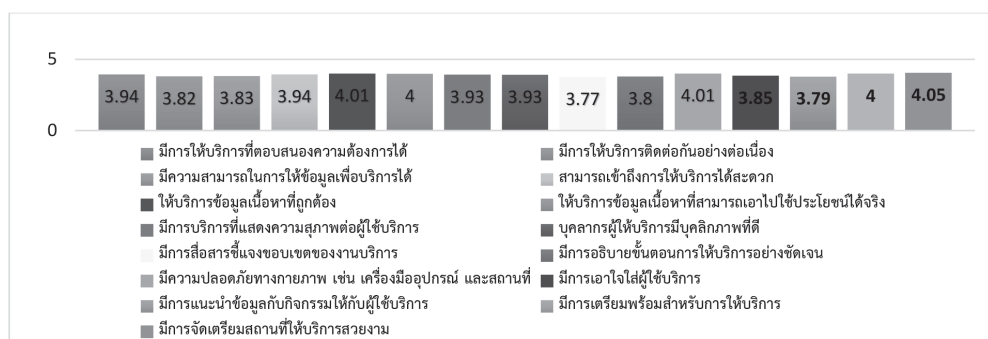 5
3.94 3.82 3.83 3.94 4.01 4 3.93 3.93 3.77 3.8 4.01 3.85 3.79 4 4.05
0
มีการให้บริการที่ตอบสนองความต้องการได้ มีการให้บริการติดต่อกันอย่างต่อเนื่อง
มีความสามารถในการให้ข้อมูลเพื่อบริการได้ สามารถเข้าถึงการให้บริการได้สะดวก
ให้บริการข้อมูลเนื้อหาที่ถูกต้อง ให้บริการข้อมูลเนื้อหาที่สามารถเอาไปใช้ประโยชน์ได้จริง
มีการบริการที่แสดงความสุภาพต่อผู้ใช้บริการ บุคลากรผู้ให้บริการมีบุคลิกภาพที่ดี
มีการสื่อสารชี้แจงขอบเขตของงานบริการ มีการอธิบายขั้นตอนการให้บริการอย่างชัดเจน
มีความปลอดภัยทางกายภาพ เช่น เครื่องมืออุปกรณ์ และสถานที่ มีการเอาใจใส่ผู้ใช้บริการ
มีการแนะนำข้อมูลกับกิจกรรมให้กับผู้ใช้บริการ มีการเตรียมพร้อมสำหรับการให้บริการ
มีการจัดเตรียมสถานที่ให้บริการสวยงาม